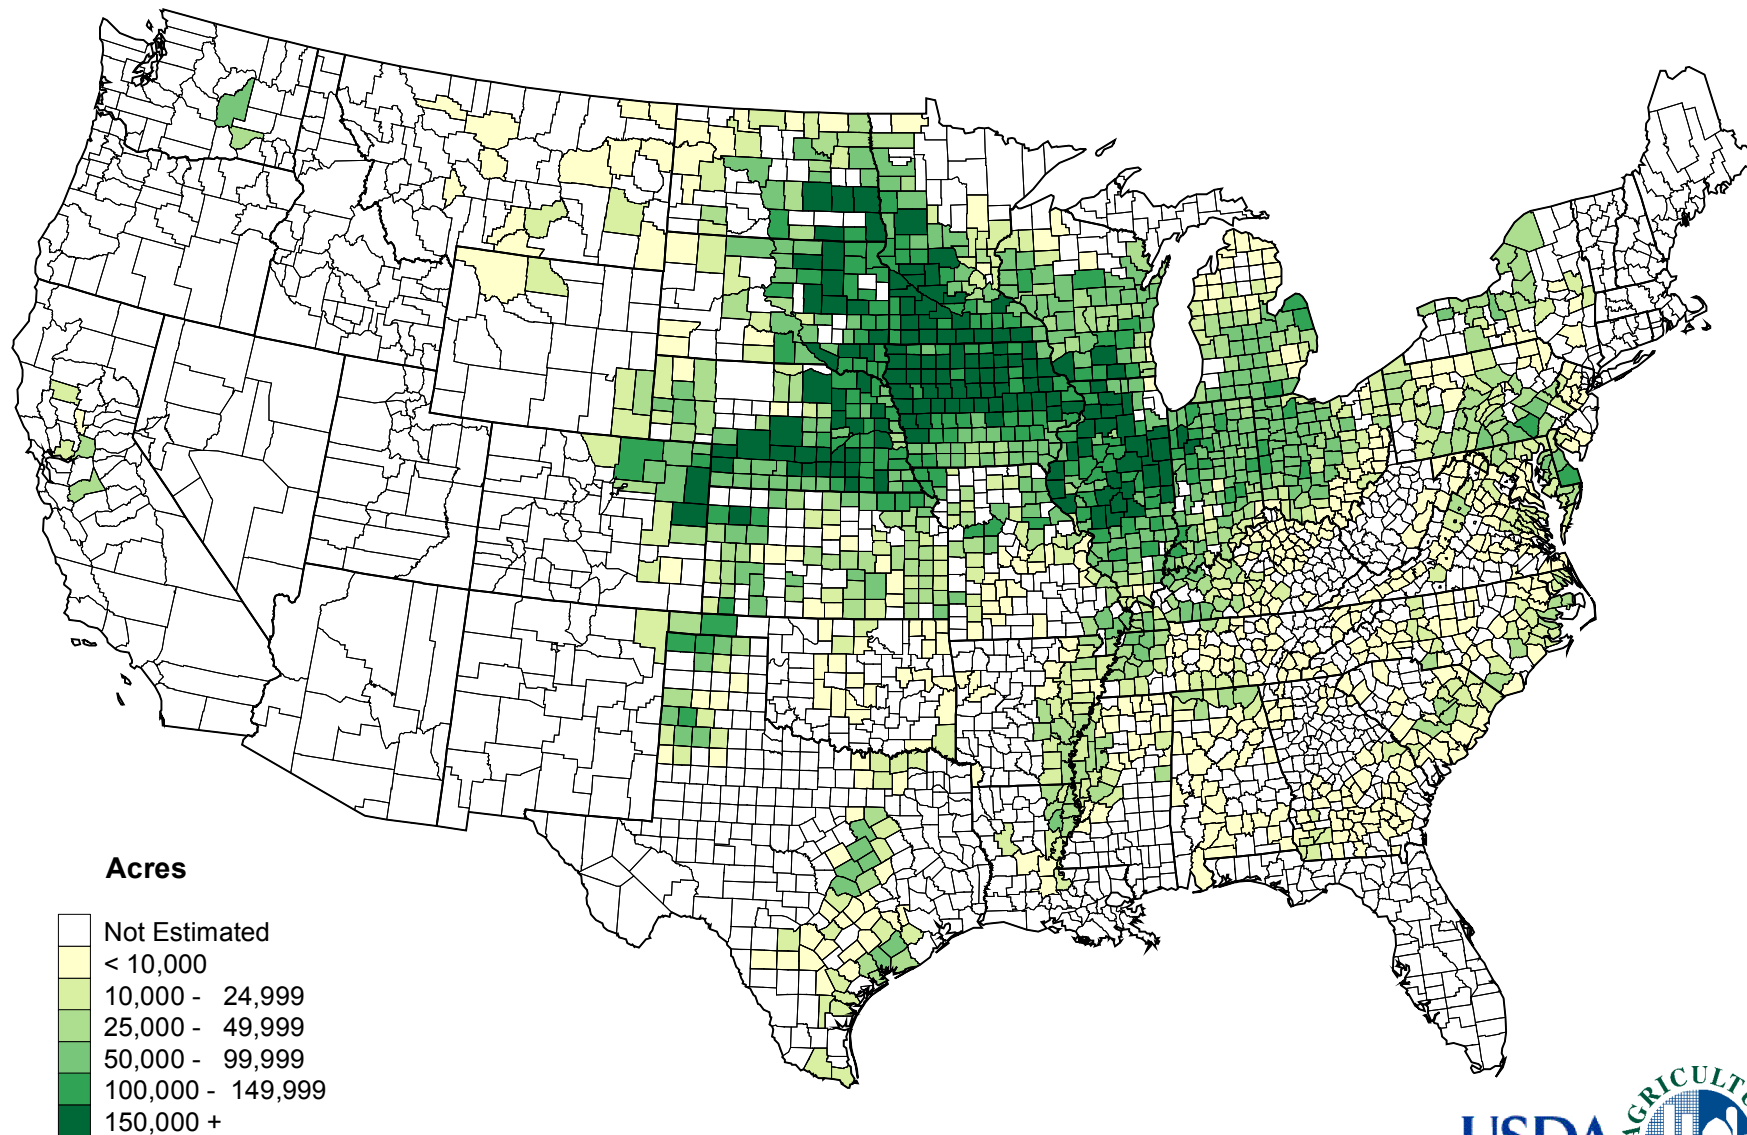 Acres
Not Estimated
< 10,000
10,000 - 24,999
25,000 - 49,999
50,000 - 99,999
100,000 - 149,999
150,000 +
USDA